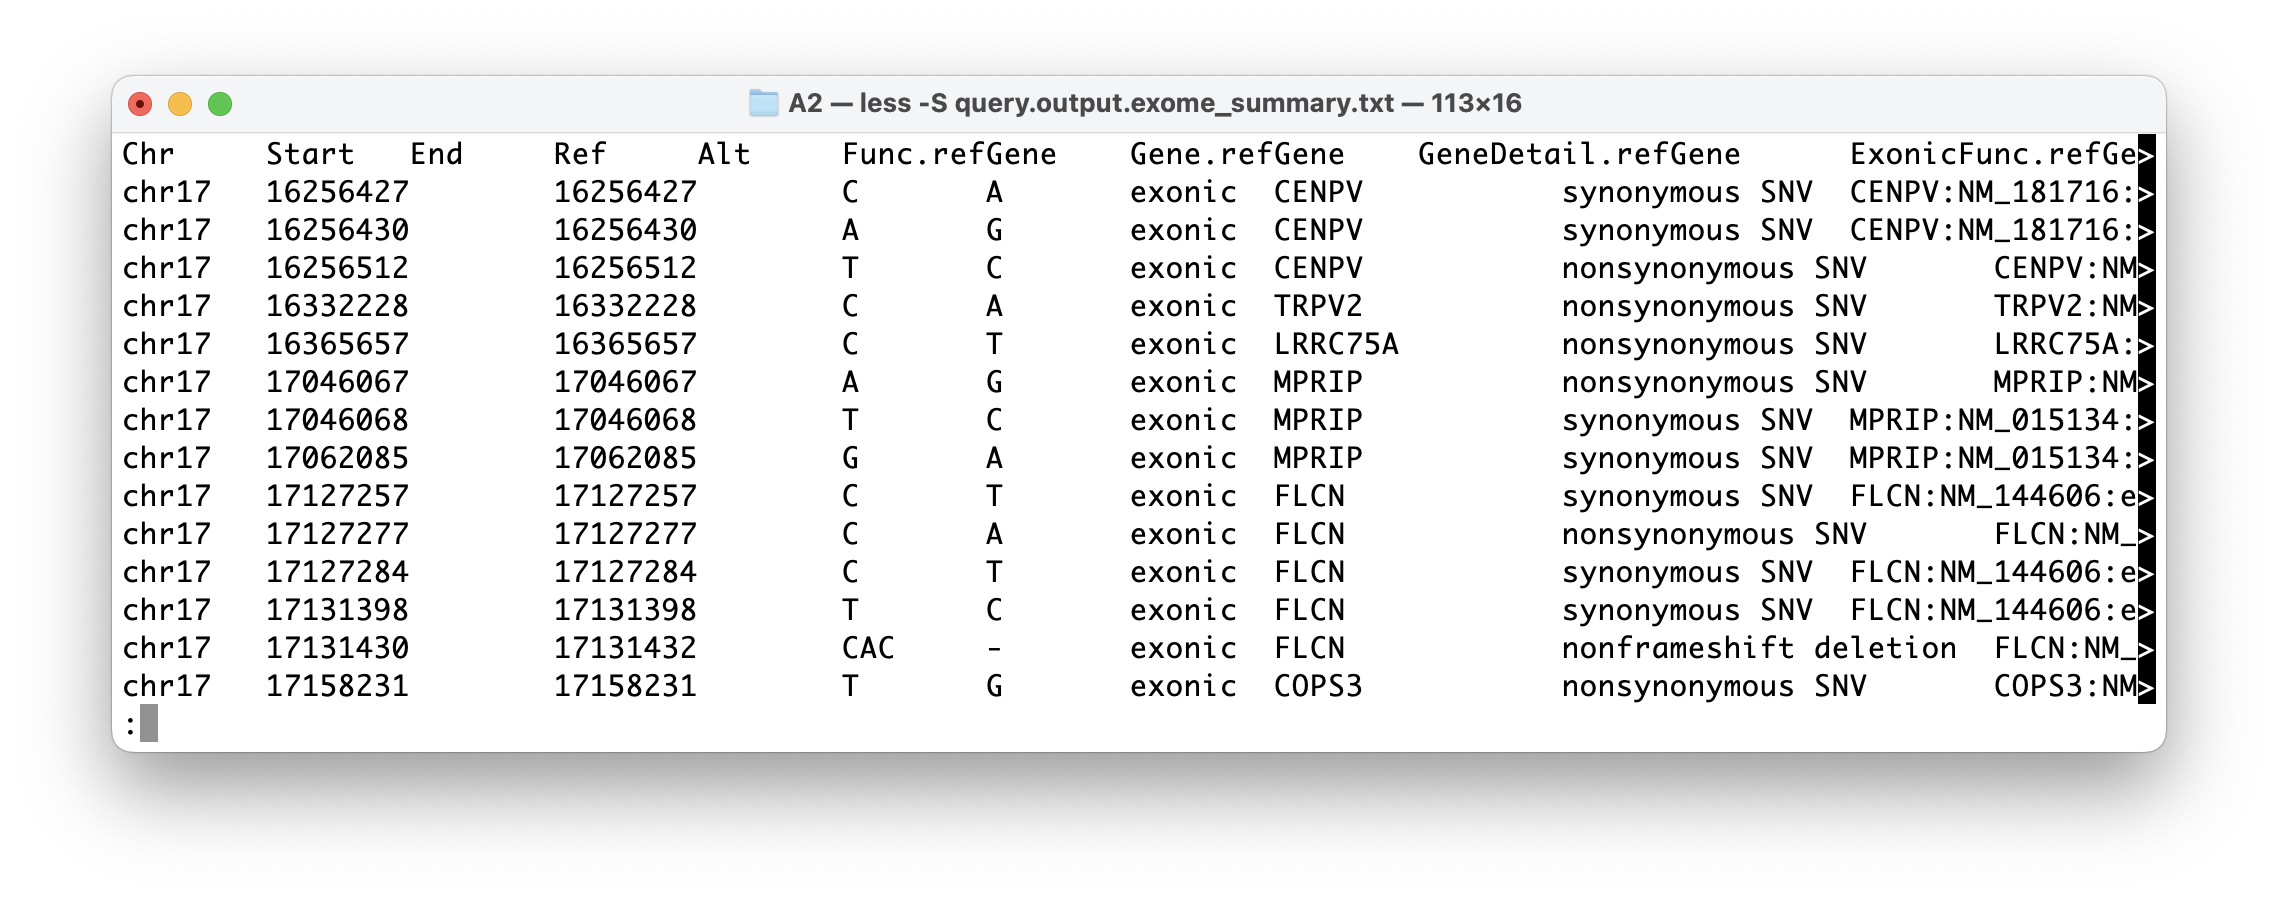 A2 — less -S query.output.exome_summary.txt — 113×16
Chr Start End Ref Alt Func.refGene Gene.refGene GeneDetail.refGene ExonicFunc.refGe>
chr17 16256427 16256427 C A exonic CENPV synonymous SNV CENPV:NM_181716:>
chr17 16256430 16256430 A G exonic CENPV synonymous SNV CENPV:NM_181716:>
chr17 16256512 16256512 T C exonic CENPV nonsynonymous SNV CENPV:NM>
chr17 16332228 16332228 C A exonic TRPV2 nonsynonymous SNV TRPV2:NM>
chr17 16365657 16365657 C T exonic LRRC75A nonsynonymous SNV LRRC75A:>
chr17 17046067 17046067 A G exonic MPRIP nonsynonymous SNV MPRIP:NM>
chr17 17046068 17046068 T C exonic MPRIP synonymous SNV MPRIP:NM_015134:>
chr17 17062085 17062085 G A exonic MPRIP synonymous SNV MPRIP:NM_015134:>
chr17 17127257 17127257 C T exonic FLCN synonymous SNV FLCN:NM_144606:e>
chr17 17127277 17127277 C A exonic FLCN nonsynonymous SNV FLCN:NM_>
chr17 17127284 17127284 C T exonic FLCN synonymous SNV FLCN:NM_144606:e>
chr17 17131398 17131398 T C exonic FLCN synonymous SNV FLCN:NM_144606:e>
chr17 17131430 17131432 CAC - exonic FLCN nonframeshift deletion FLCN:NM_>
chr17 17158231 17158231 T G exonic COPS3 nonsynonymous SNV COPS3:NM>
: